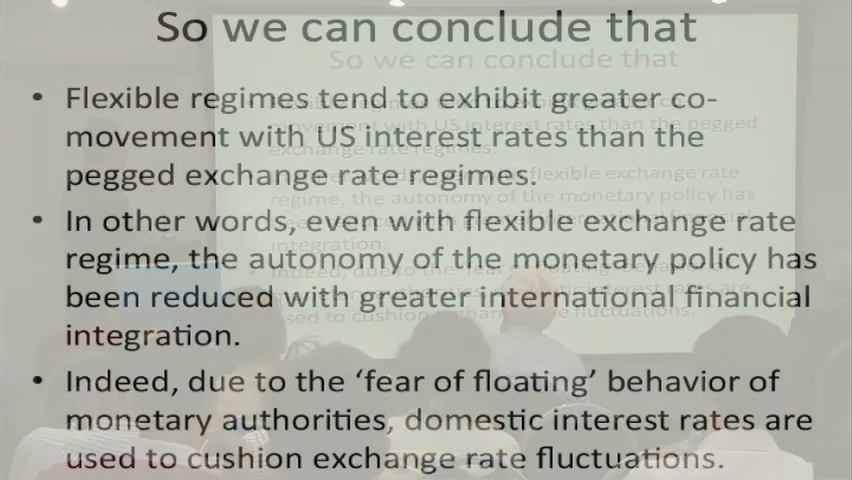 So we can conclude that
• Flexible regimes tend to exhibit greater co-
movement with US interest rates than the
pegged exchange rate regimes.
• In other words, even with flexible exchange rate
regime, the autonomy of the monetary policy has
been reduced with greater international financial
integration.
• Indeed, due to the ‘fear of floating’ behavior of
monetary authorities, domestic interest rates are
used to cushion exchange rate fluctuations.